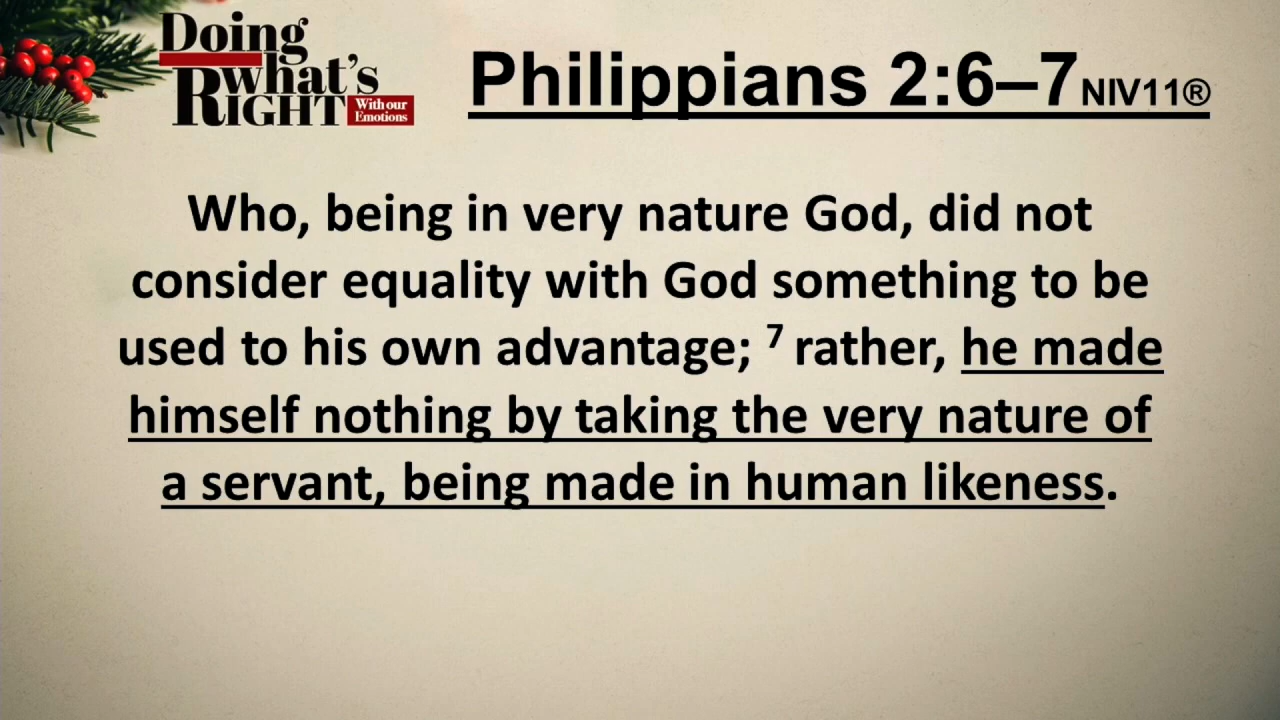 Doing
what's
RIGHT
With our
Emotions
Philippians 2:6–7 NIV11®
Who, being in very nature God, did not
consider equality with God something to be
used to his own advantage; ⁷ rather, he made
himself nothing by taking the very nature of
a servant, being made in human likeness.